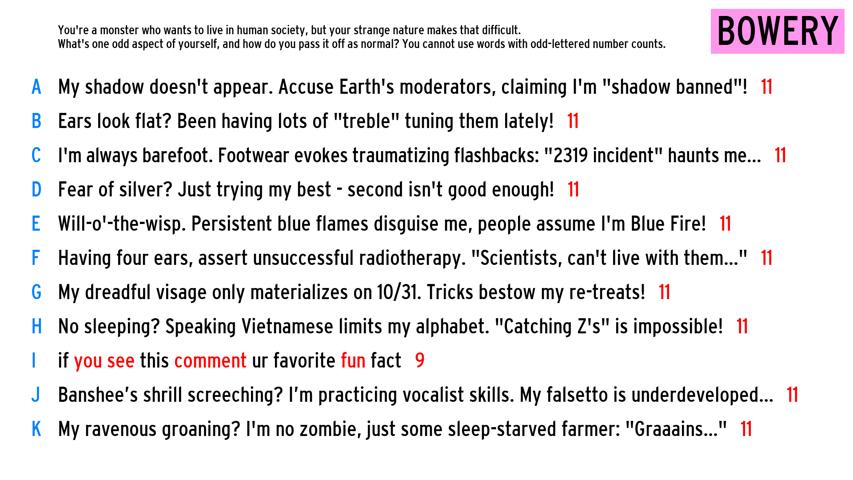 You're a monster who wants to live in human society, but your strange nature makes that difficult.
What's one odd aspect of yourself, and how do you pass it off as normal? You cannot use words with odd-lettered number counts.
BOWERY
A My shadow doesn't appear. Accuse Earth's moderators, claiming I'm "shadow banned"! 11
B Ears look flat? Been having lots of "treble" tuning them lately! 11
C I'm always barefoot. Footwear evokes traumatizing flashbacks: "2319 incident" haunts me... 11
D Fear of silver? Just trying my best - second isn't good enough! 11
E Will-o'-the-wisp. Persistent blue flames disguise me, people assume I'm Blue Fire! 11
F Having four ears, assert unsuccessful radiotherapy. "Scientists, can't live with them..." 11
G My dreadful visage only materializes on 10/31. Tricks bestow my re-treats! 11
H No sleeping? Speaking Vietnamese limits my alphabet. "Catching Z's" is impossible! 11
I if you see this comment ur favorite fun fact 9
J Banshee’s shrill screeching? I’m practicing vocalist skills. My falsetto is underdeveloped... 11
K My ravenous groaning? I'm no zombie, just some sleep-starved farmer: "Graaains..." 11